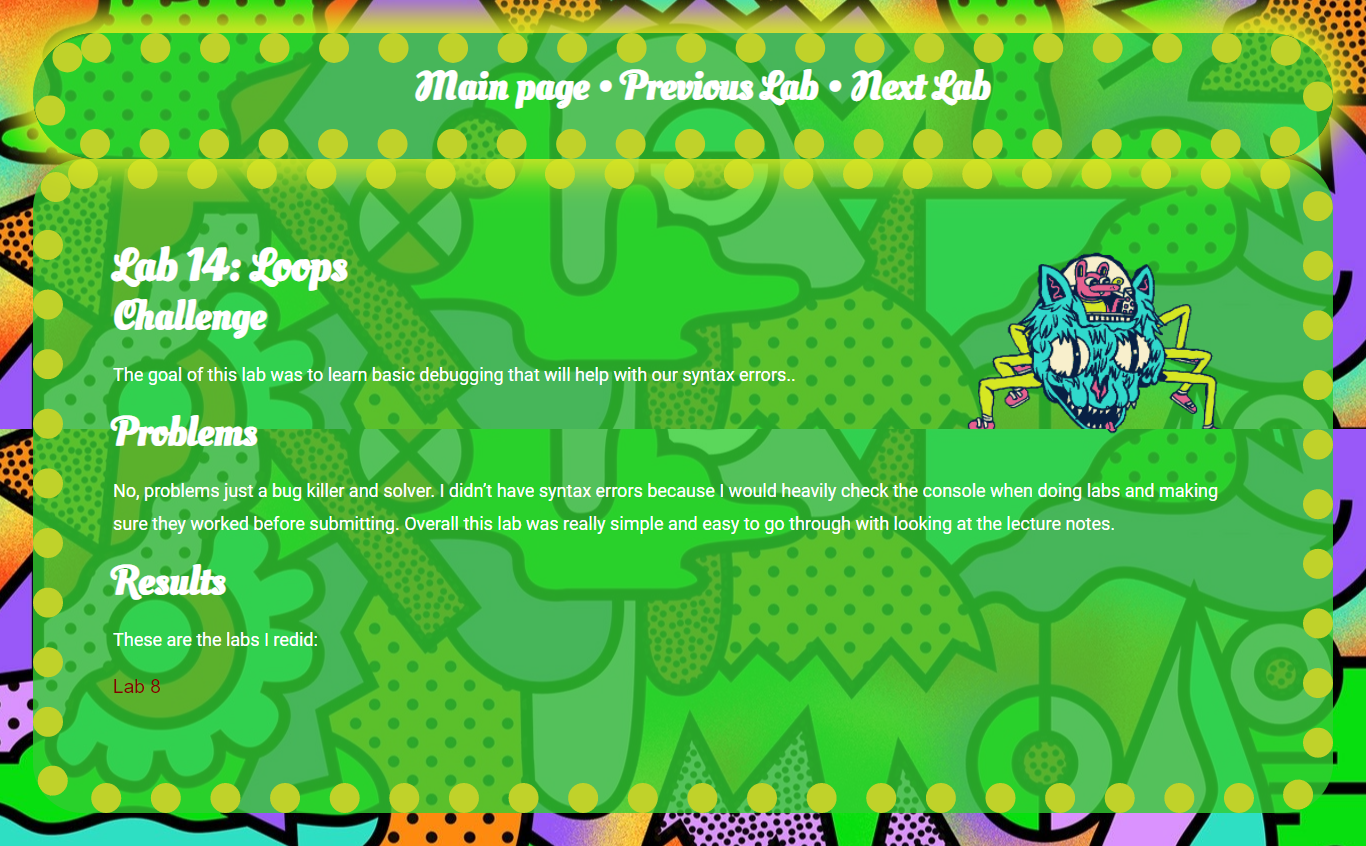 Main page • Previous Lab • Next Lab
Lab 14: Loops
Challenge
The goal of this lab was to learn basic debugging that will help with our syntax errors..
Problems
No, problems just a bug killer and solver. I didn’t have syntax errors because I would heavily check the console when doing labs and making
sure they worked before submitting. Overall this lab was really simple and easy to go through with looking at the lecture notes.
Results
These are the labs I redid:
Lab 8